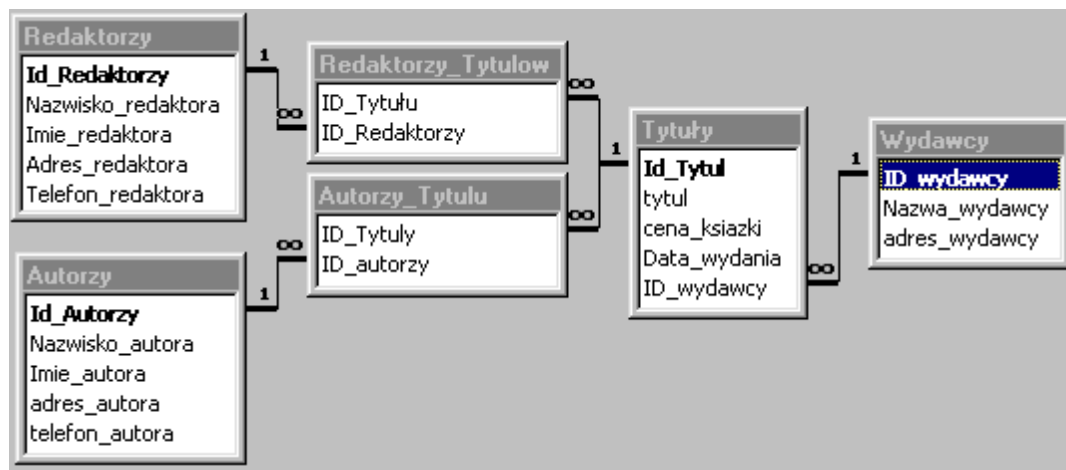 Redaktorzy
Id_Redaktorzy
Nazwisko_redaktora
Imie_redaktora
Adres_redaktora
Telefon_redaktora
1
∞
Redaktorzy_Tytulow
ID_Tytułu
ID_Redaktorzy
∞
Autorzy_Tytulu
ID_Tytuly
ID_autorzy
∞
∞
1
Autorzy
Id_Autorzy
Nazwisko_autora
Imie_autora
adres_autora
telefon_autora
1
Tytuły
Id_Tytul
tytul
cena_ksiazki
Data_wydania
ID_wydawcy
∞
1
Wydawcy
ID_wydawcy
Nazwa_wydawcy
adres_wydawcy